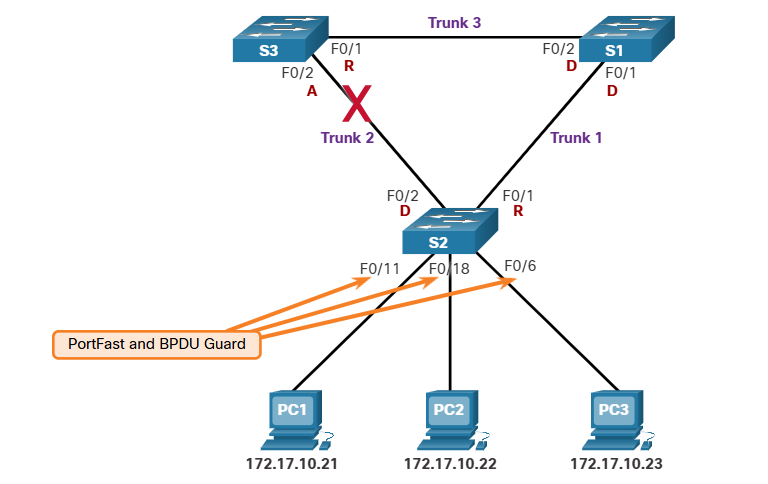 Trunk 3
S3
F0/1
R
F0/2
D
S1
F0/2
A
F0/1
D
X
Trunk 2
Trunk 1
F0/2
D
F0/1
R
S2
F0/11
F0/18
F0/6
PortFast and BPDU Guard
PC1
PC2
PC3
172.17.10.21
172.17.10.22
172.17.10.23